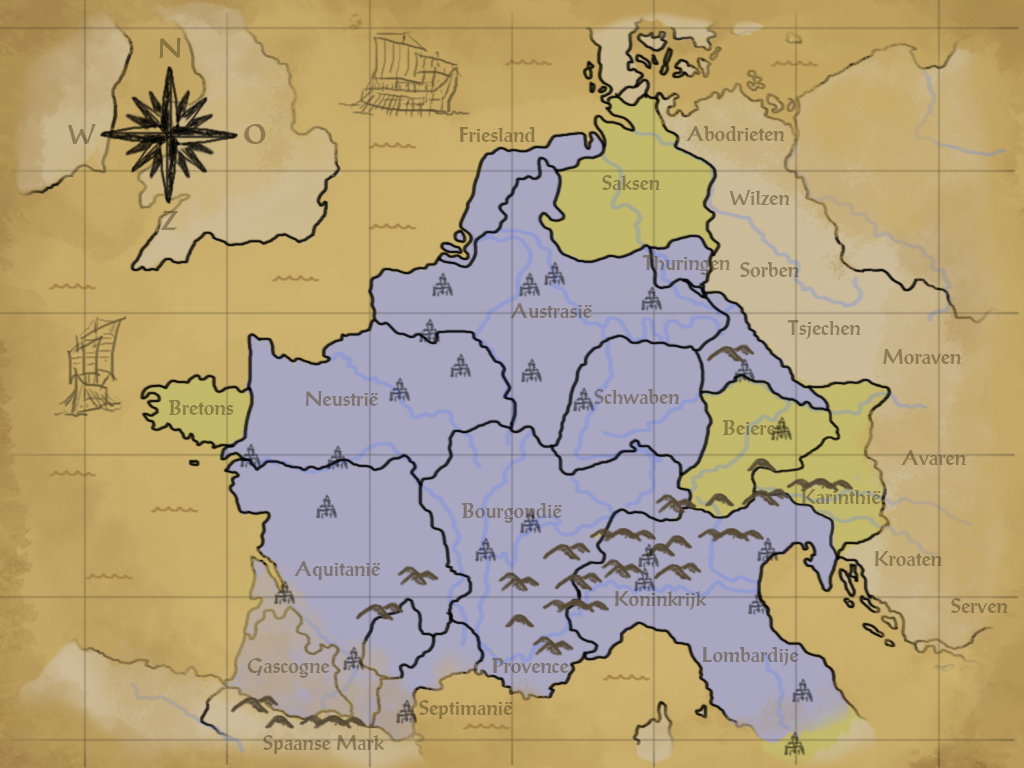 N
W
O
Z
Friesland
Abodrieten
Saksen
Wilzen
Thuringen
Sorben
Austrasië
Tsjechen
Moraven
Neustrië
Schwaben
Bretons
Beieren
Avaren
Karinthië
Bourgondië
Kroaten
Aquitanië
Koninkrijk
Serven
Lombardije
Gascogne
Provence
Septimanië
Spaanse Mark